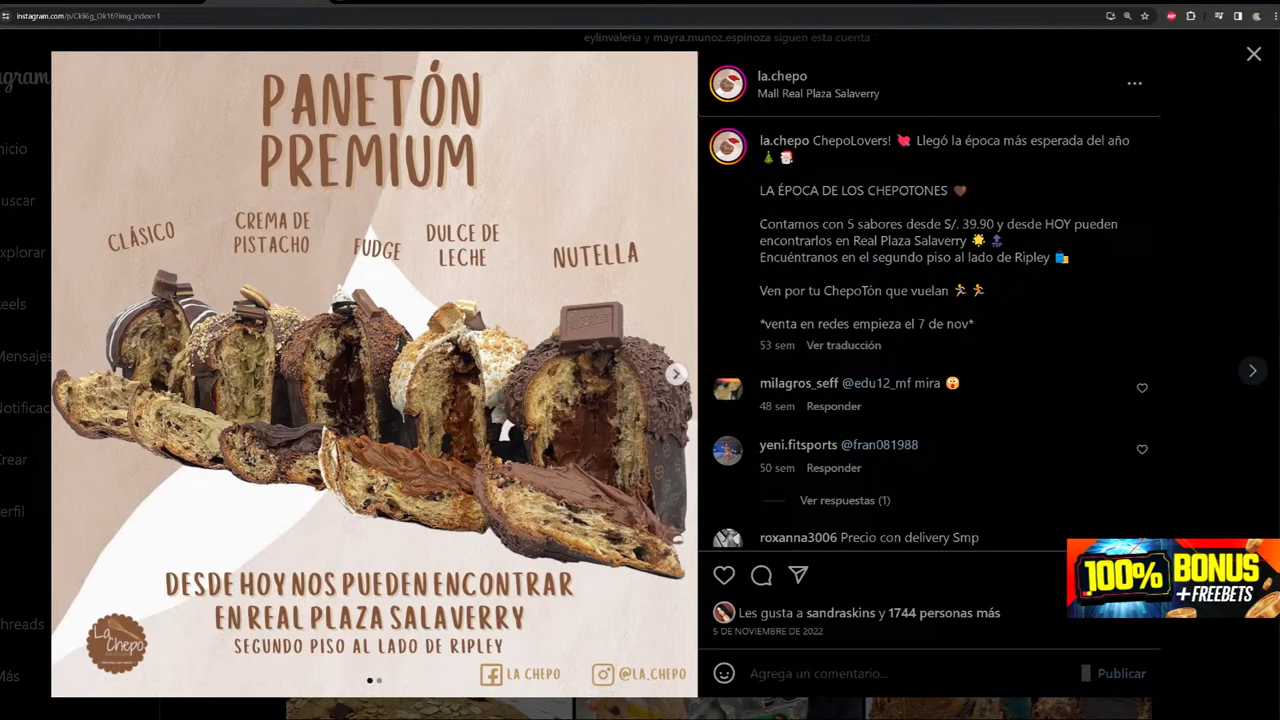 instagram.com/p/Ckli6g_Ok1f/?img_index=1
eylinvaleria y mayra.munoz.espinoza siguen esta cuenta
agram
nicio
uscar
xplorar
eels
Mensajes
Notificac
rear
erfil
hreads
Más
PANETÓN
PREMIUM
CLÁSICO
CREMA DE
PISTACHO
FUDGE
DULCE DE
LECHE
NUTELLA
DESDE HOY NOS PUEDEN ENCONTRAR
EN REAL PLAZA SALAVERRY
SEGUNDO PISO AL LADO DE RIPLEY
La
Chepo
LA CHEPO
@LA_CHEPO
la.chepo
Mall Real Plaza Salaverry
la.chepo ChepoLovers! 💘 Llegó la época más esperada del año
🎄🎅
LA ÉPOCA DE LOS CHEPOTONES 🤎
Contamos con 5 sabores desde S/. 39.90 y desde HOY pueden
encontrarlos en Real Plaza Salaverry 🌟 🔝
Encuéntranos en el segundo piso al lado de Ripley 🛍️
Ven por tu ChepoTón que vuelan 🏃‍♀️ 🏃
*venta en redes empieza el 7 de nov*
53 sem Ver traducción
milagros_seff @edu12_mf mira 😲
48 sem Responder
yeni.fitsports @fran081988
50 sem Responder
Ver respuestas (1)
roxanna3006 Precio con delivery Smp
100% BONUS
+FREEBETS
Les gusta a sandraskins y 1744 personas más
5 DE NOVIEMBRE DE 2022
Agrega un comentario...
Publicar